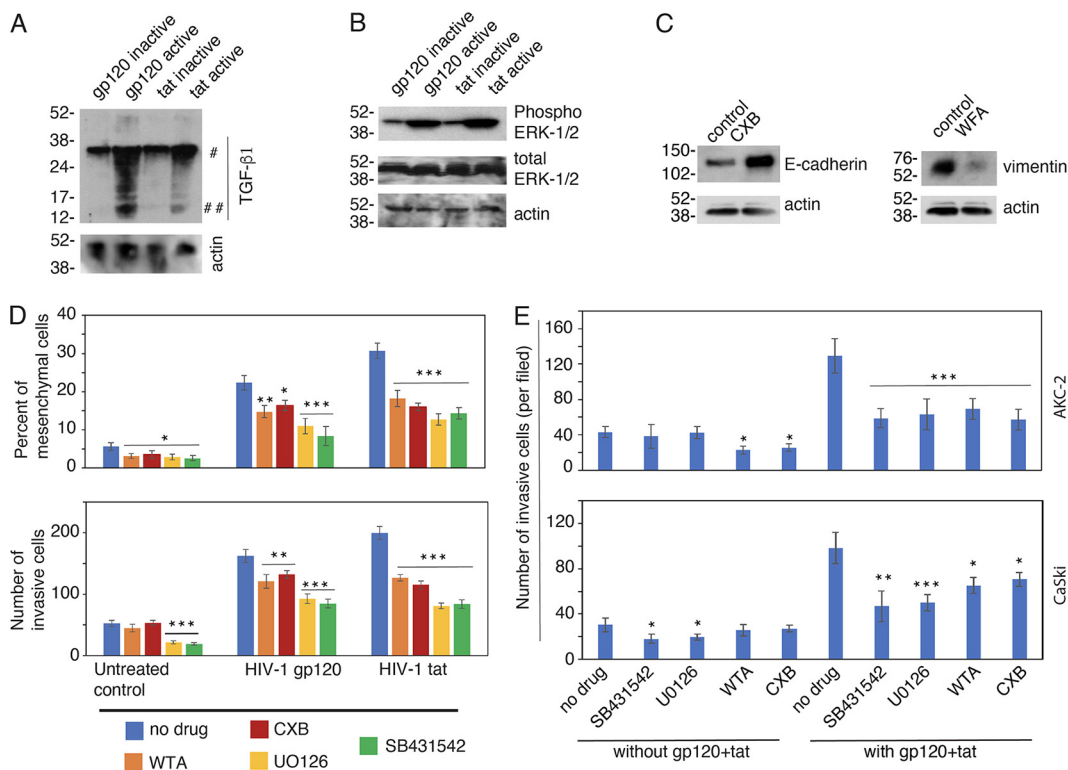 A
gp120 inactive
gp120 active
tat inactive
tat active
52-
38-
24-
17-
12-
#
##
TGF-β1
52-
38-
actin
B
gp120 inactive
gp120 active
tat inactive
tat active
52-
38-
Phospho
ERK-1/2
52-
38-
total
ERK-1/2
52-
38-
actin
C
control
CXB
150-
102-
E-cadherin
52-
38-
actin
control
WFA
76-
52-
vimentin
52-
38-
actin
D
Percent of
mesenchymal cells
40
30
20
10
0
*
** * ***
***
Number of
invasive cells
200
100
0
***
** ***
***
Untreated
control
HIV-1 gp120
HIV-1 tat
no drug
CXB
SB431542
WTA
UO126
E
Number of invasive cells (per filed)
160
120
80
40
0
* *
***
AKC-2
160
120
80
40
0
* *
** *** * *
CaSki
no drug
SB431542
U0126
WTA
CXB
no drug
SB431542
U0126
WTA
CXB
without gp120+tat
with gp120+tat